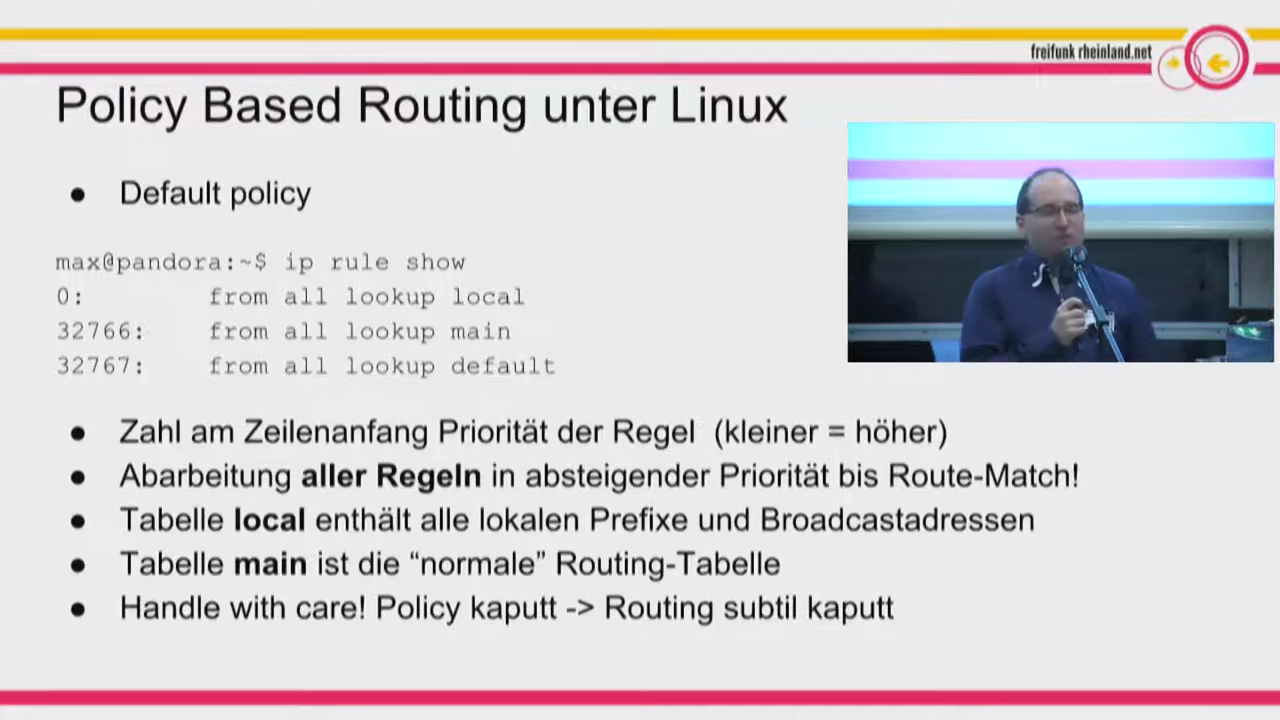 freifunk rheinland.net
Policy Based Routing unter Linux
● Default policy
max@pandora:~$ ip rule show
0: from all lookup local
32766: from all lookup main
32767: from all lookup default
● Zahl am Zeilenanfang Priorität der Regel (kleiner = höher)
● Abarbeitung aller Regeln in absteigender Priorität bis Route-Match!
● Tabelle local enthält alle lokalen Prefixe und Broadcastadressen
● Tabelle main ist die “normale” Routing-Tabelle
● Handle with care! Policy kaputt -> Routing subtil kaputt